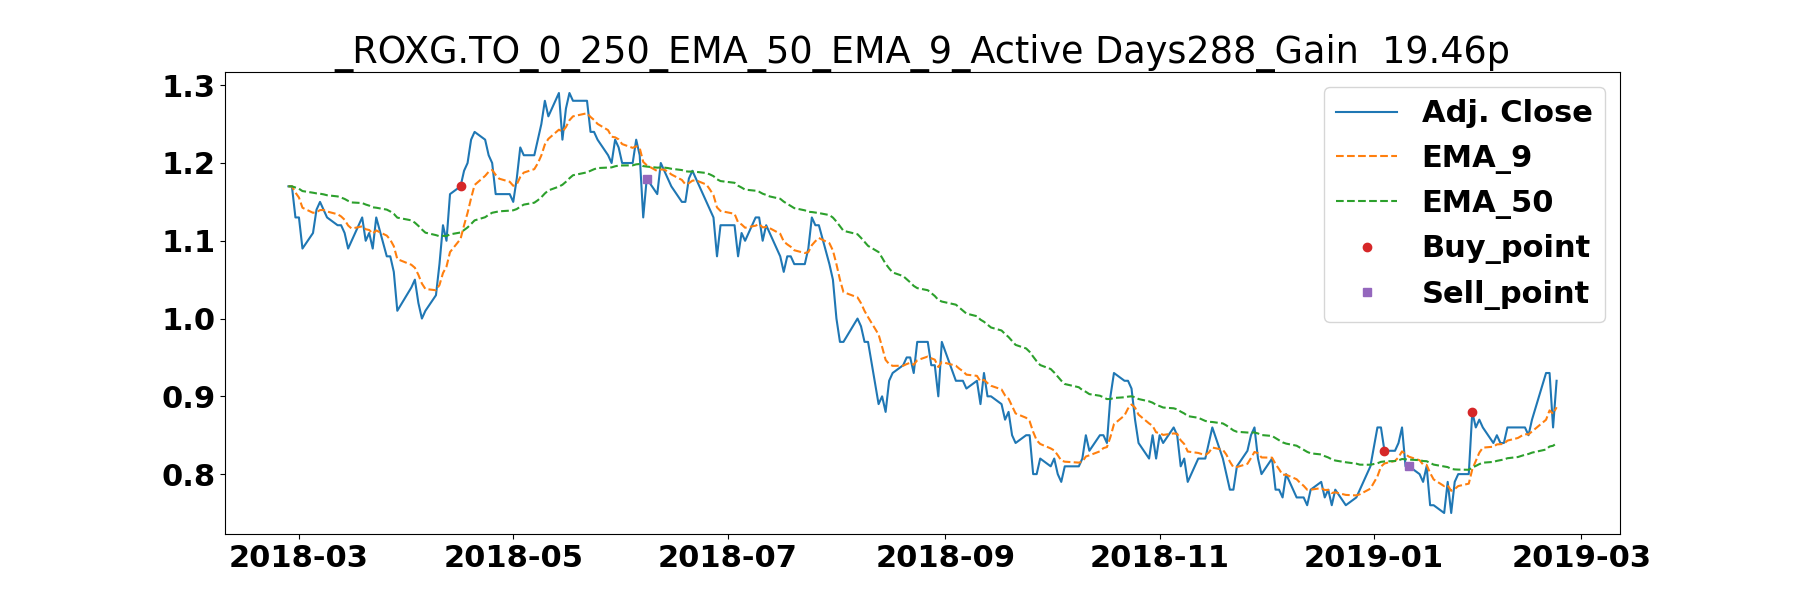 _ROXG.TO_0_250_EMA_50_EMA_9_Active Days288_Gain  19.46p
1.3
1.2
1.1
1.0
0.9
0.8
Adj. Close
EMA_9
EMA_50
Buy_point
Sell_point
2018-03 2018-05 2018-07 2018-09 2018-11 2019-01 2019-03